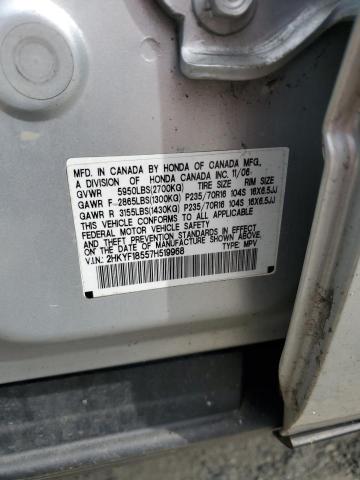 MFD. IN CANADA BY HONDA OF CANADA MFG.,
A DIVISION OF HONDA CANADA INC. 11/06
GVWR 5950LBS(2700KG) TIRE SIZE RIM SIZE
GAWR F 2865LBS(1300KG) P235/70R16 104S 16X6.5JJ
GAWR R 3155LBS(1430KG) P235/70R16 104S 16X6.5JJ
THIS VEHICLE CONFORMS TO ALL APPLICABLE
FEDERAL MOTOR VEHICLE SAFETY
AND THEFT PREVENTION STANDARDS IN EFFECT
ON THE DATE OF MANUFACTURE SHOWN ABOVE.
V.I.N.: 2HKYF18557H519968 TYPE: MPV